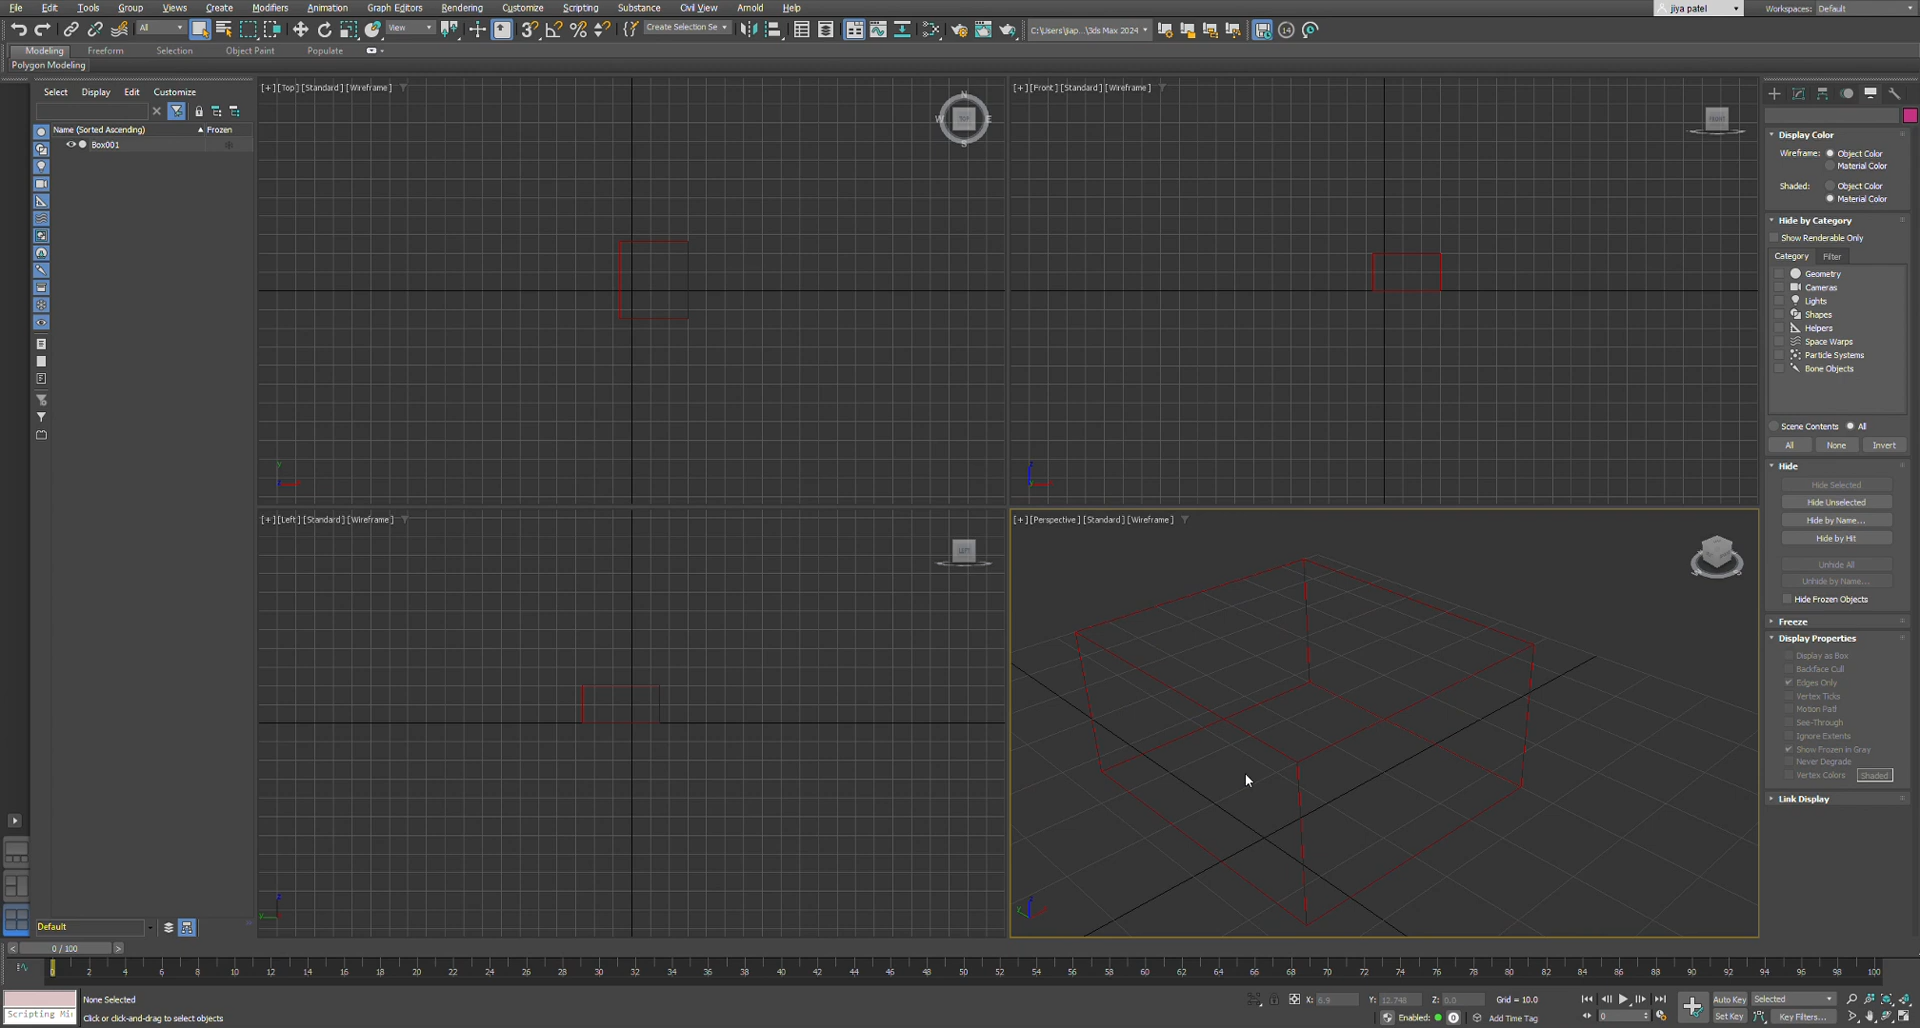 File Edit Tools Group Views Create Modifiers Animation Graph Editors Rendering Customize Scripting Substance Civil View Arnold Help
jiya patel Workspaces: Default
All View Create Selection Se C:\Users\jiap...\3ds Max 2024 14
Modeling Freeform Selection Object Paint Populate
Polygon Modeling
Select Display Edit Customize
Name (Sorted Ascending) Frozen
Box001
[+] [Top] [Standard] [Wireframe]
N
W TOP E
S
[+] [Front] [Standard] [Wireframe]
FRONT
[+] [Left] [Standard] [Wireframe]
LEFT
[+] [Perspective] [Standard] [Wireframe]
Display Color
Wireframe: Object Color
Material Color
Shaded: Object Color
Material Color
Hide by Category
Show Renderable Only
Category Filter
Geometry
Cameras
Lights
Shapes
Helpers
Space Warps
Particle Systems
Bone Objects
Scene Contents All
All None Invert
Hide
Hide Selected
Hide Unselected
Hide by Name...
Hide by Hit
Unhide All
Unhide by Name...
Hide Frozen Objects
Freeze
Display Properties
Display as Box
Backface Cull
Edges Only
Vertex Ticks
Motion Path
See-Through
Ignore Extents
Show Frozen in Gray
Never Degrade
Vertex Colors Shaded
Link Display
Default
< 0 / 100 >
0 2 4 6 8 10 12 14 16 18 20 22 24 26 28 30 32 34 36 38 40 42 44 46 48 50 52 54 56 58 60 62 64 66 68 70 72 74 76 78 80 82 84 86 88 90 92 94 96 98 100
None Selected
X: 6.9 Y: 12.748 Z: 0.0 Grid = 10.0
Auto Key Selected
Scripting Mi
Click or click-and-drag to select objects
Enabled: 0 Add Time Tag
0 Set Key Key Filters...